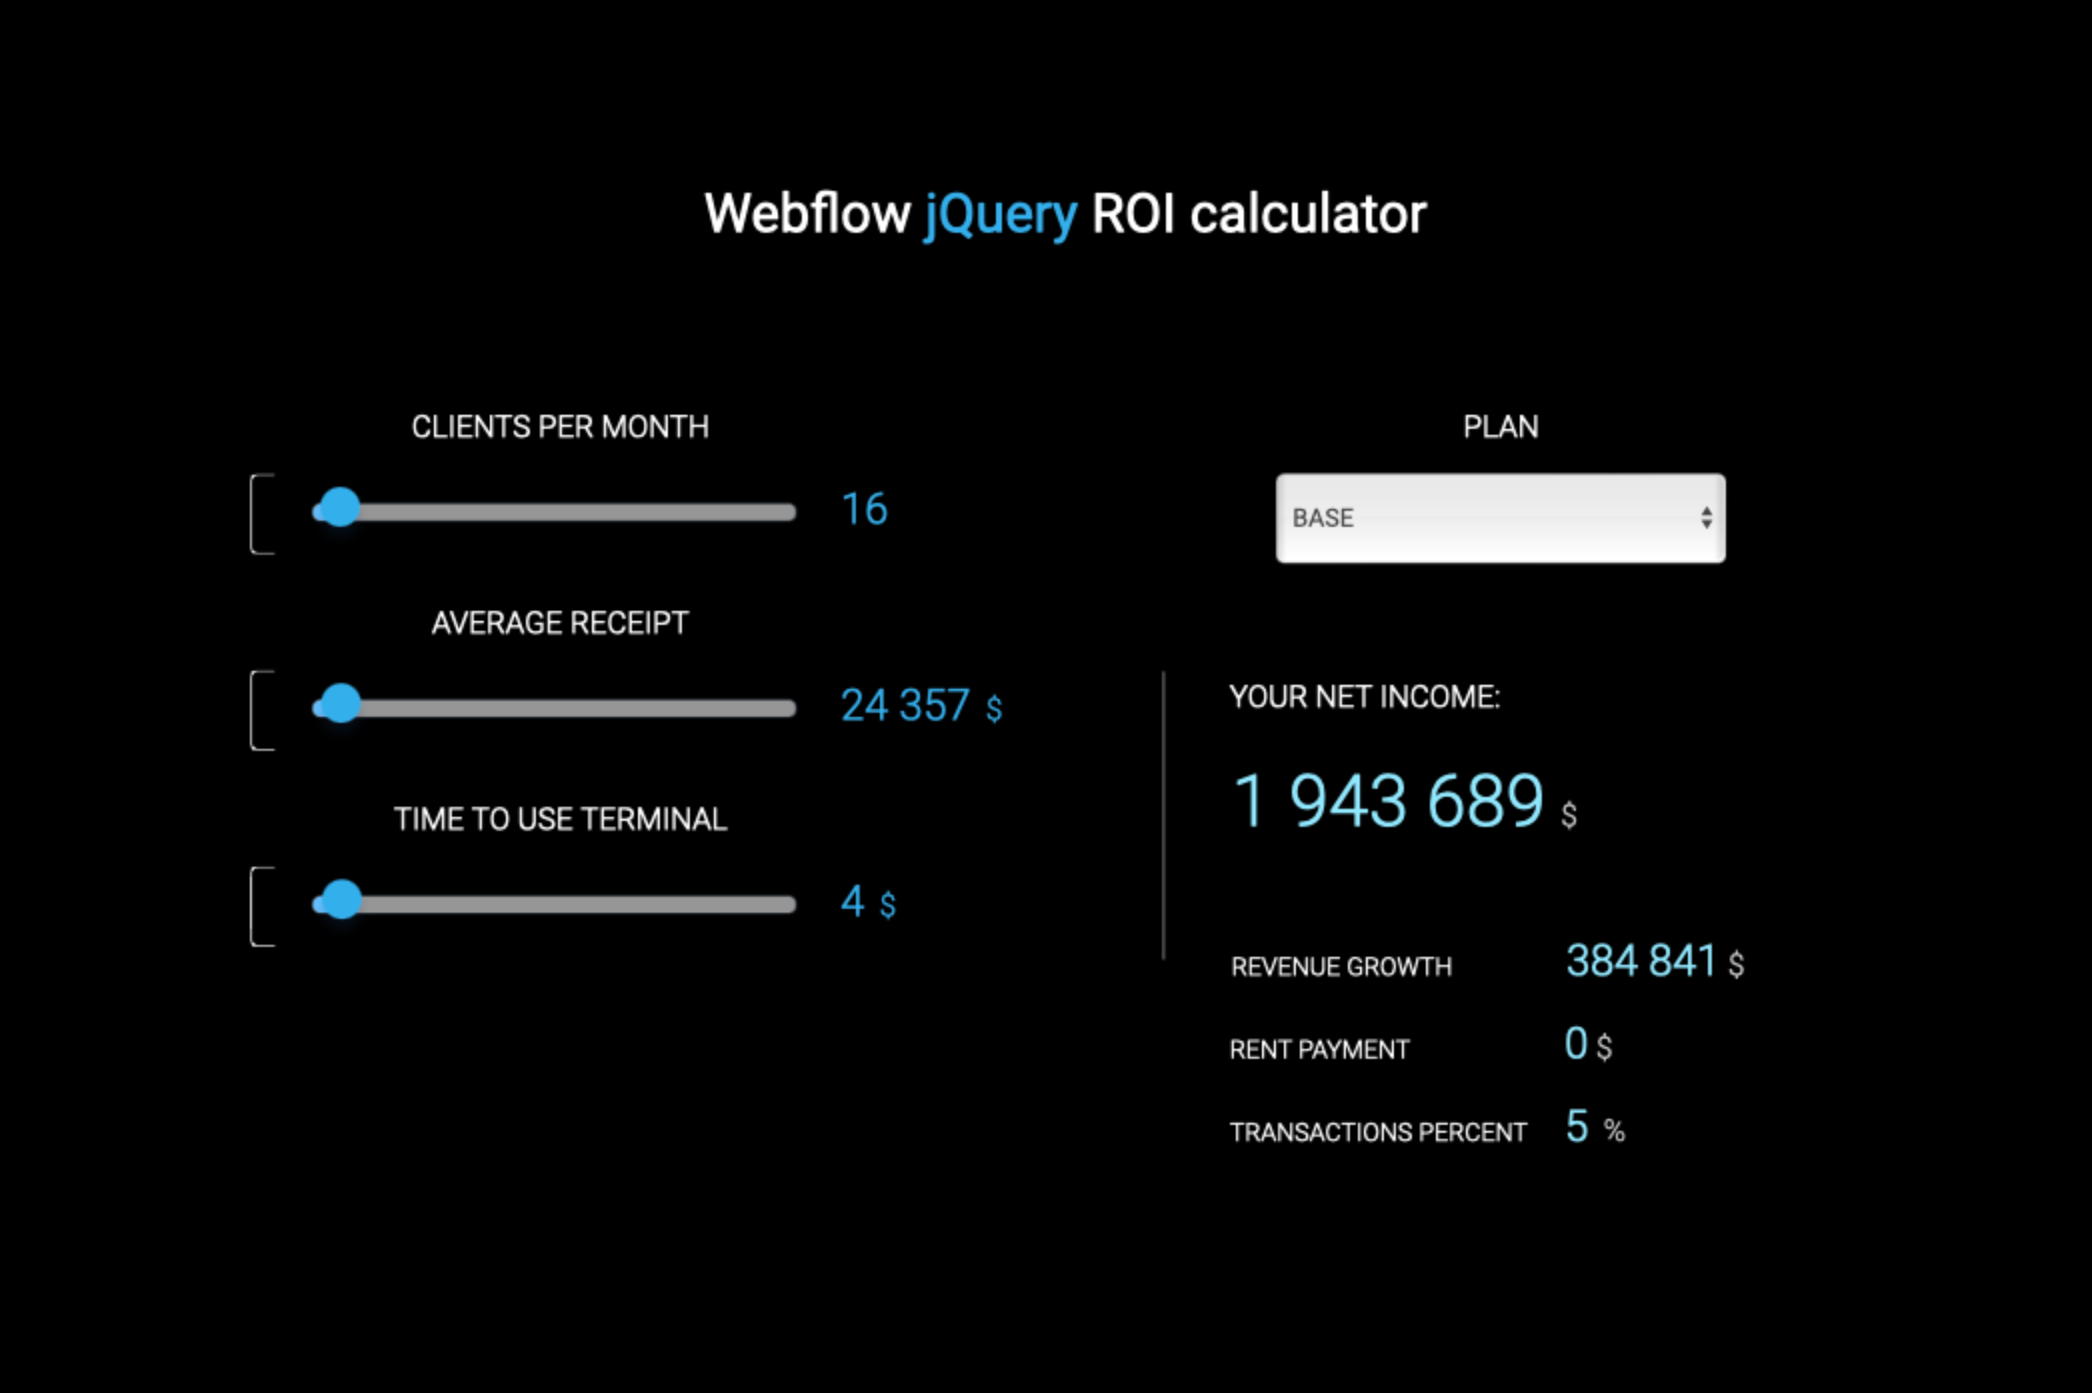 Webflow jQuery ROI calculator
CLIENTS PER MONTH
16
AVERAGE RECEIPT
24 357 $
TIME TO USE TERMINAL
4 $
PLAN
BASE
YOUR NET INCOME:
1 943 689 $
REVENUE GROWTH 384 841 $
RENT PAYMENT 0 $
TRANSACTIONS PERCENT 5 %